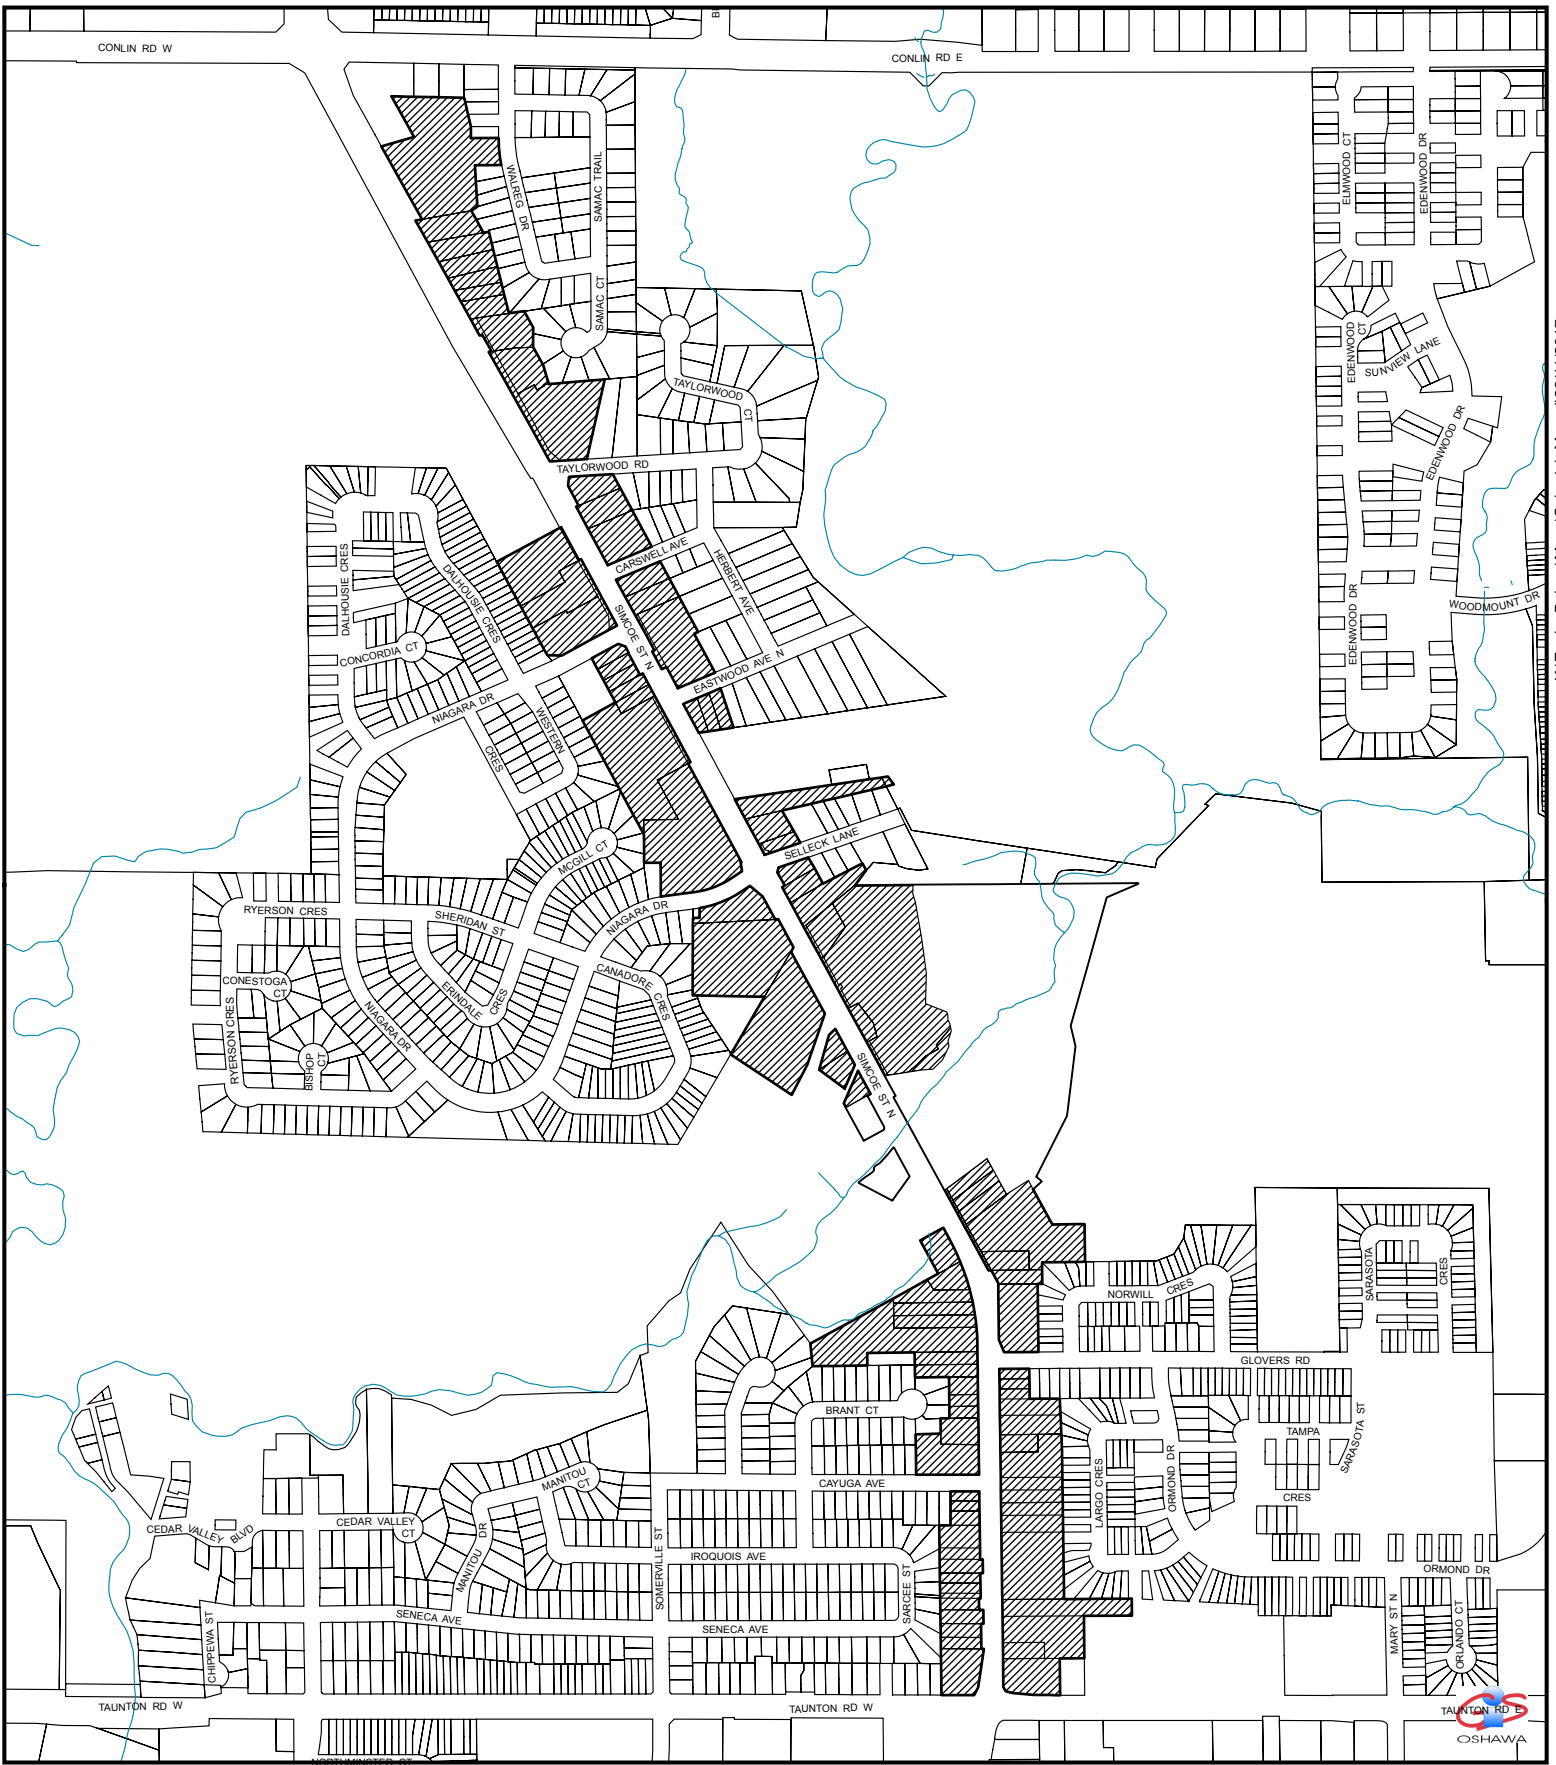 CONLIN RD W
CONLIN RD E
WALREG DR
SAMAC TRAIL
SAMAC CT
ELMWOOD CT
EDENWOOD DR
EDENWOOD CT
SUNVIEW LANE
TAYLORWOOD CT
EDENWOOD DR
TAYLORWOOD RD
DALHOUSIE CRES
DALHOUSIE CRES
CARSWELL AVE
HERBERT AVE
SIMCOE ST N
WOODMOUNT DR
EDENWOOD DR
CONCORDIA CT
EASTWOOD AVE N
NIAGARA DR
WESTERN
CRES
SELLECK LANE
MCGILL CT
RYERSON CRES
SHERIDAN ST
NIAGARA DR
CONESTOGA CT
ERINDALE
CRES
CANADORE CRES
NIAGARA DR
RYERSON CRES
BISHOP CT
SIMCOE ST N
NORWILL CRES
SARASOTA
CRES
GLOVERS RD
BRANT CT
TAMPA
SARASOTA ST
MANITOU CT
CAYUGA AVE
LARGO CRES
ORMOND DR
CRES
CEDAR VALLEY BLVD
CEDAR VALLEY CT
MANITOU DR
SOMERVILLE ST
IROQUOIS AVE
SARCEE ST
ORMOND DR
SENECA AVE
SENECA AVE
CHIPPEWA ST
MARY ST N
ORLANDO CT
TAUNTON RD W
TAUNTON RD W
TAUNTON RD E
GIS
OSHAWA